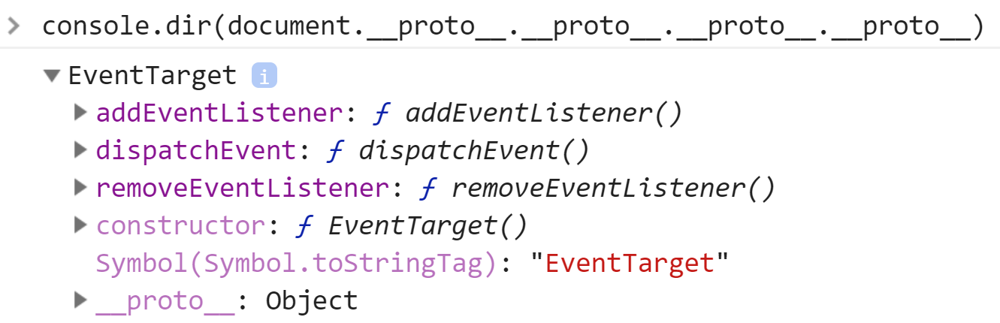 console.dir(document.__proto__.__proto__.__proto__.__proto__)
EventTarget i
addEventListener: ƒ addEventListener()
dispatchEvent: ƒ dispatchEvent()
removeEventListener: ƒ removeEventListener()
constructor: ƒ EventTarget()
Symbol(Symbol.toStringTag): "EventTarget"
__proto__: Object